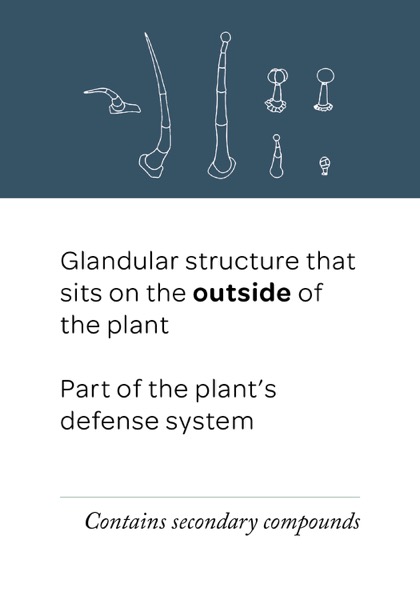 Glandular structure that
sits on the outside of
the plant
Part of the plant's
defense system
Contains secondary compounds